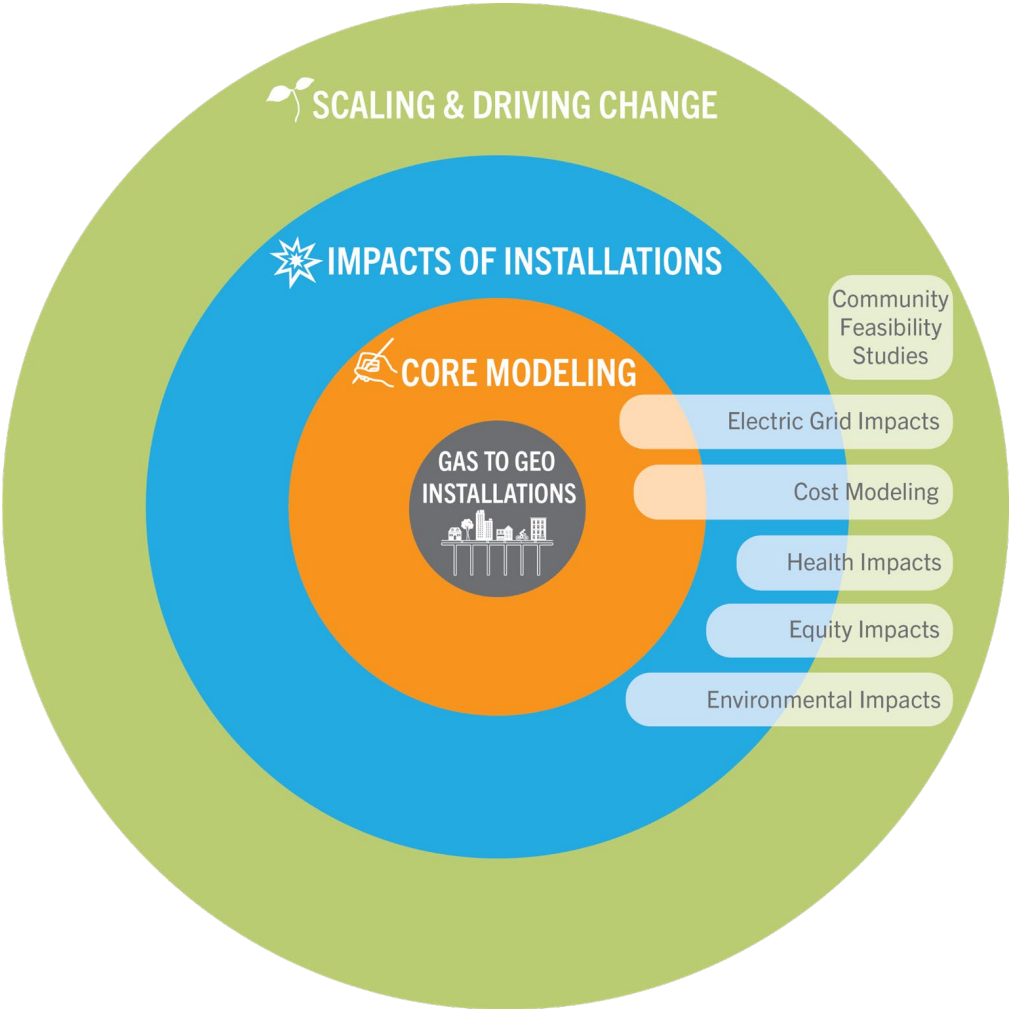 SCALING & DRIVING CHANGE
IMPACTS OF INSTALLATIONS
CORE MODELING
GAS TO GEO
INSTALLATIONS
Community
Feasibility
Studies
Electric Grid Impacts
Cost Modeling
Health Impacts
Equity Impacts
Environmental Impacts